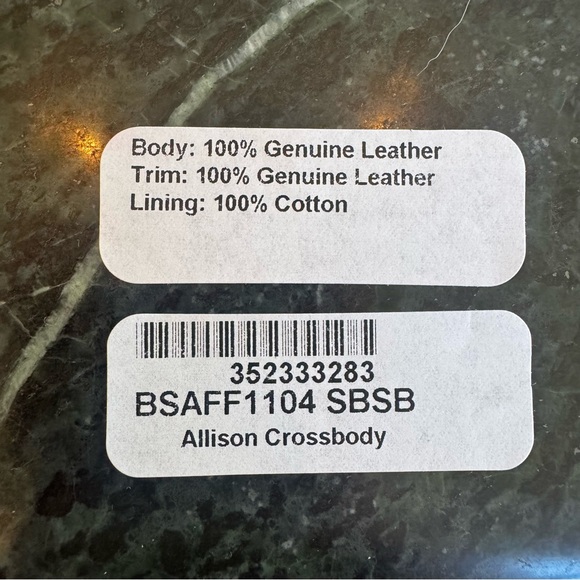 Body: 100% Genuine Leather
Trim: 100% Genuine Leather
Lining: 100% Cotton
352333283
BSAFF1104 SBSB
Allison Crossbody